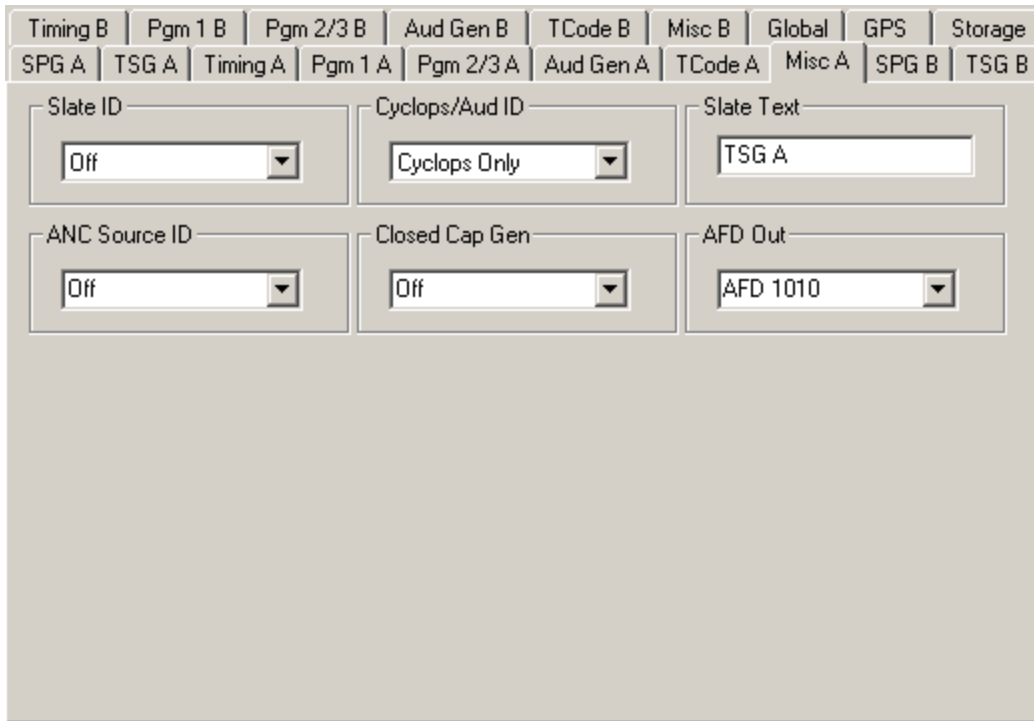 Timing B Pgm 1 B Pgm 2/3 B Aud Gen B TCode B Misc B Global GPS Storage
SPG A TSG A Timing A Pgm 1 A Pgm 2/3 A Aud Gen A TCode A Misc A SPG B TSG B
Slate ID Cyclops/Aud ID Slate Text
Off Cyclops Only TSG A
ANC Source ID Closed Cap Gen AFD Out
Off Off AFD 1010